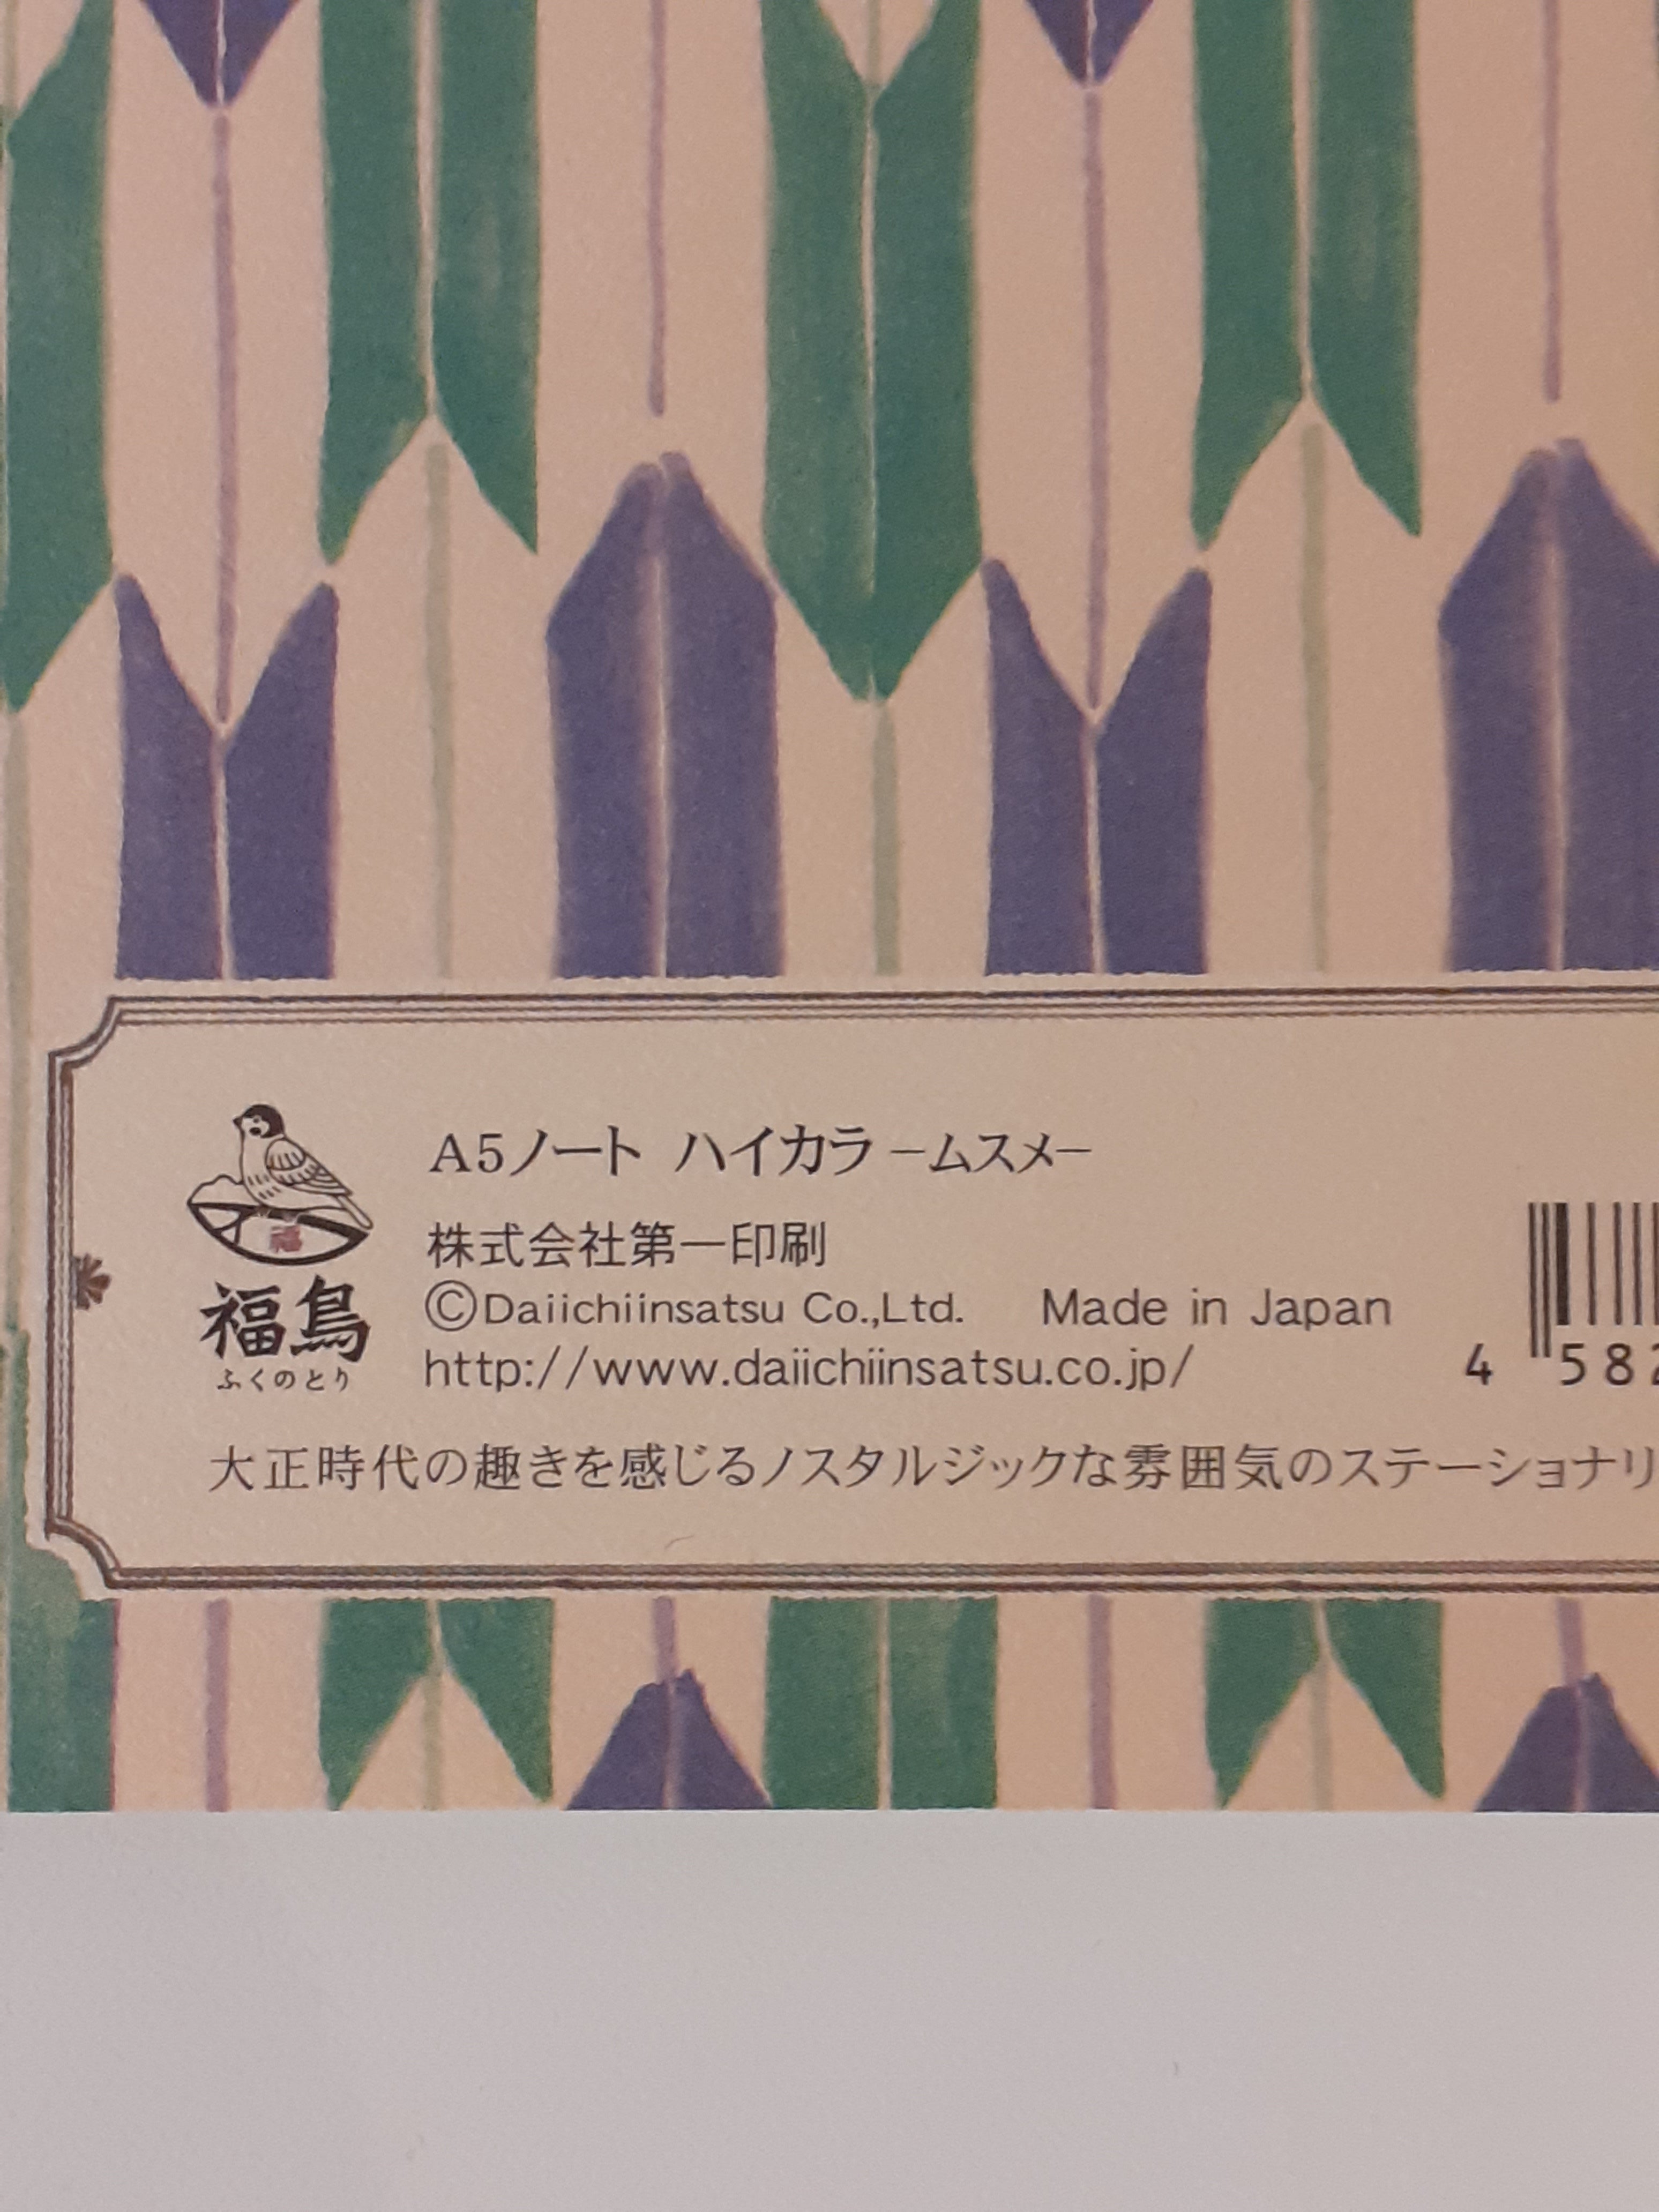 A5ノート ハイカラ −ムスメ−
株式会社第一印刷
©Daiichiinsatsu Co.,Ltd. Made in Japan
http://www.daiichiinsatsu.co.jp/
福
福鳥
ふくのとり
4 582
大正時代の趣きを感じるノスタルジックな雰囲気のステーショナリ